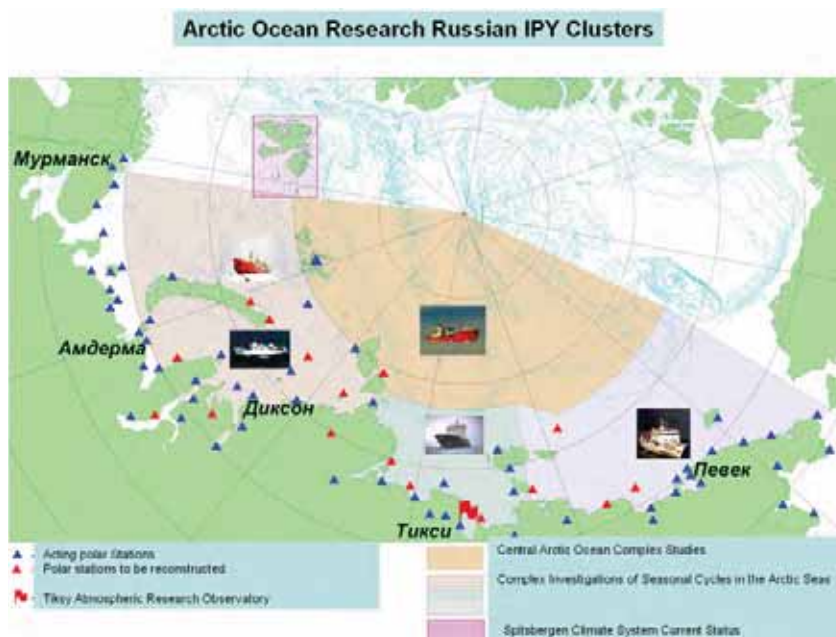 Arctic Ocean Research Russian IPY Clusters
Мурманск
Амдерма
Диксон
Певек
Тикси
Acting polar Stations
Polar stations to be reconstructed
Tiksy Atmospheric Research Observatory
Central Arctic Ocean Complex Studies
Complex Investigations of Seasonal Cycles in the Arctic Seas
Spitsbergen Climate System Current Status